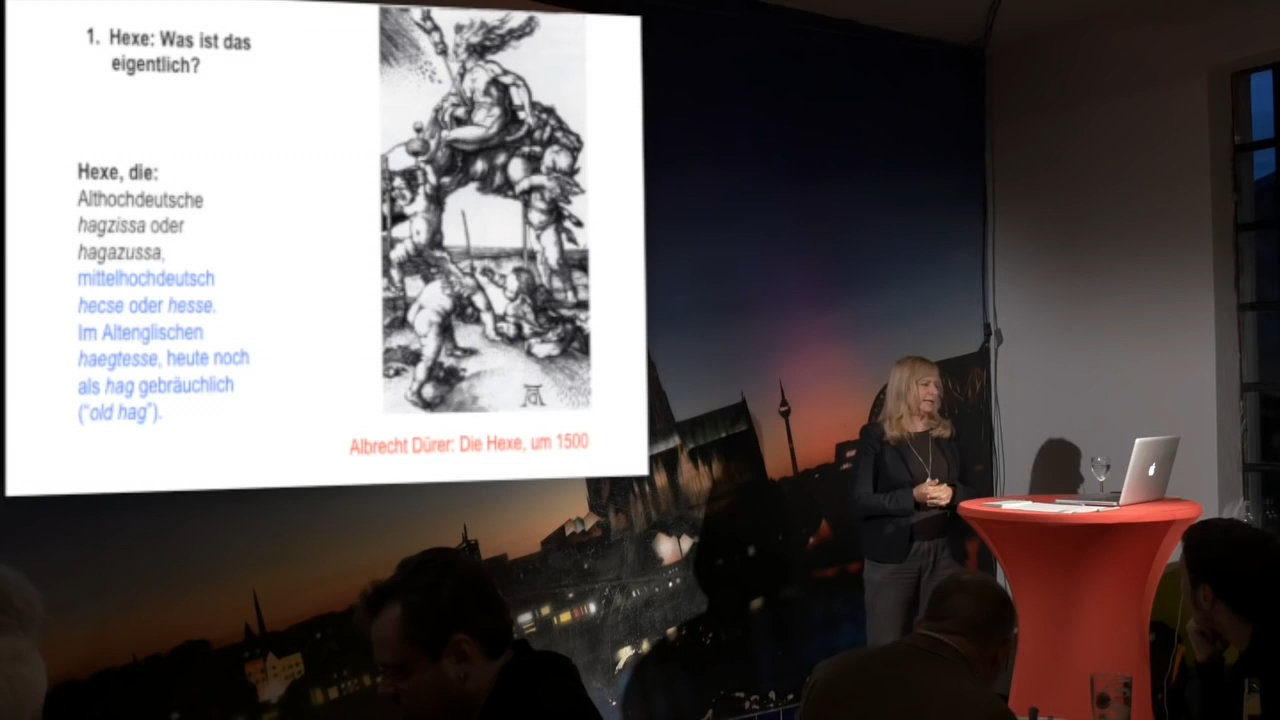 1. Hexe: Was ist das
eigentlich?
Hexe, die:
Althochdeutsche
hagzissa oder
hagazussa,
mittelhochdeutsch
hecse oder hesse.
Im Altenglischen
haegtesse, heute noch
als hag gebräuchlich
("old hag").
Albrecht Dürer: Die Hexe, um 1500